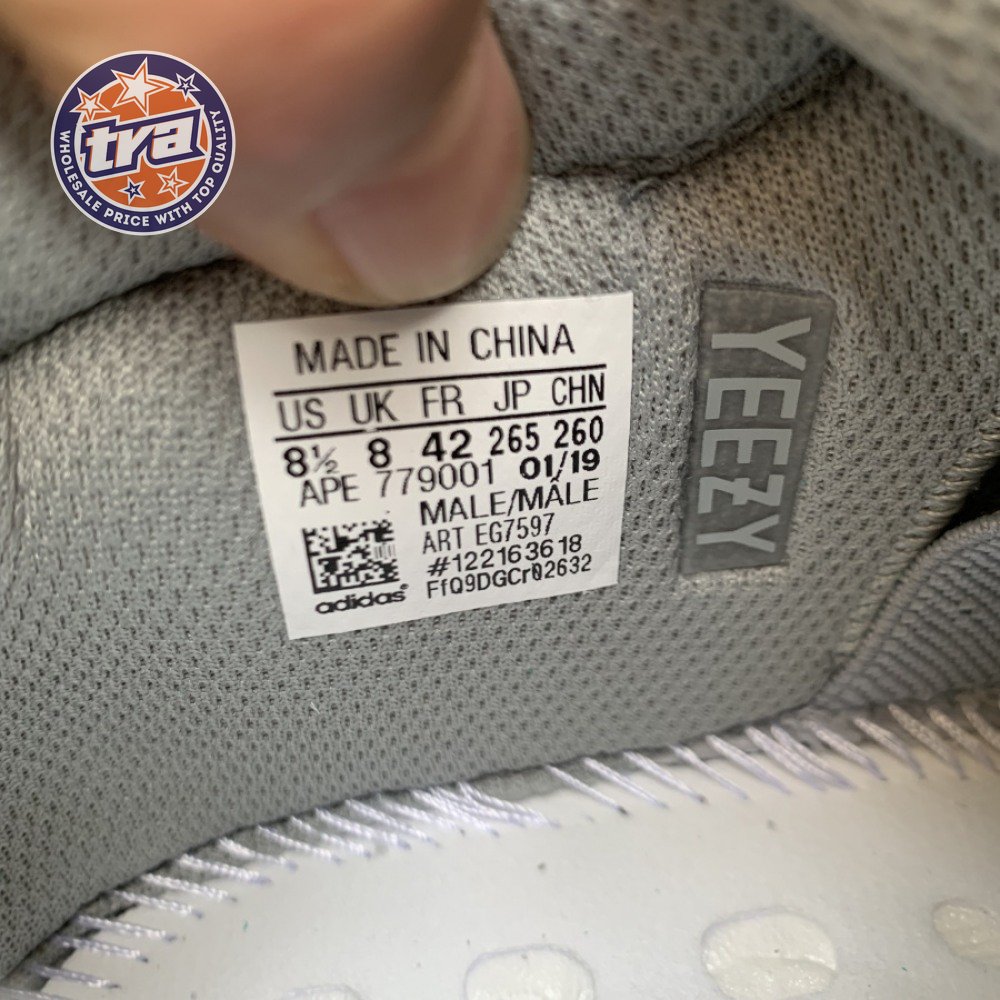 tra
WHOLESALE PRICE WITH TOP QUALITY
MADE IN CHINA
US UK FR JP CHN
8½ 8 42 265 260
APE 779001 01/19
MALE/MÂLE
ART EG7597
#122163618
FfQ9DGCr02632
adidas®
YEEZY